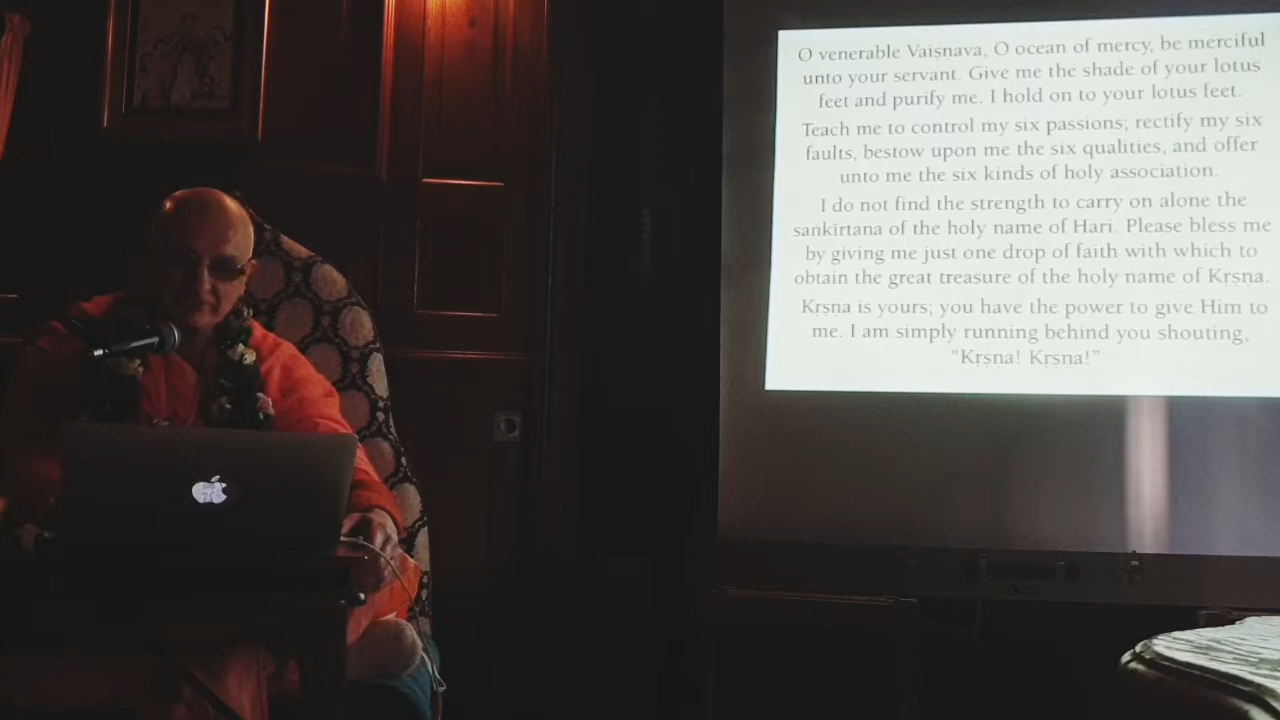 O venerable Vaiṣṇava, O ocean of mercy, be merciful
unto your servant. Give me the shade of your lotus
feet and purify me. I hold on to your lotus feet.
Teach me to control my six passions; rectify my six
faults, bestow upon me the six qualities, and offer
unto me the six kinds of holy association.
I do not find the strength to carry on alone the
saṅkīrtana of the holy name of Hari. Please bless me
by giving me just one drop of faith with which to
obtain the great treasure of the holy name of Kṛṣṇa.
Kṛṣṇa is yours; you have the power to give Him to
me. I am simply running behind you shouting,
"Kṛṣṇa! Kṛṣṇa!"